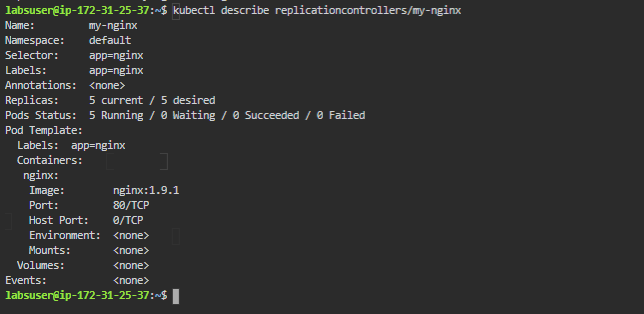 labsuser@ip-172-31-25-37:~$ kubectl describe replicationcontrollers/my-nginx
Name:         my-nginx
Namespace:    default
Selector:     app=nginx
Labels:       app=nginx
Annotations:  <none>
Replicas:     5 current / 5 desired
Pods Status:  5 Running / 0 Waiting / 0 Succeeded / 0 Failed
Pod Template:
  Labels:  app=nginx
  Containers:
   nginx:
    Image:        nginx:1.9.1
    Port:         80/TCP
    Host Port:    0/TCP
    Environment:  <none>
    Mounts:       <none>
  Volumes:        <none>
Events:           <none>
labsuser@ip-172-31-25-37:~$